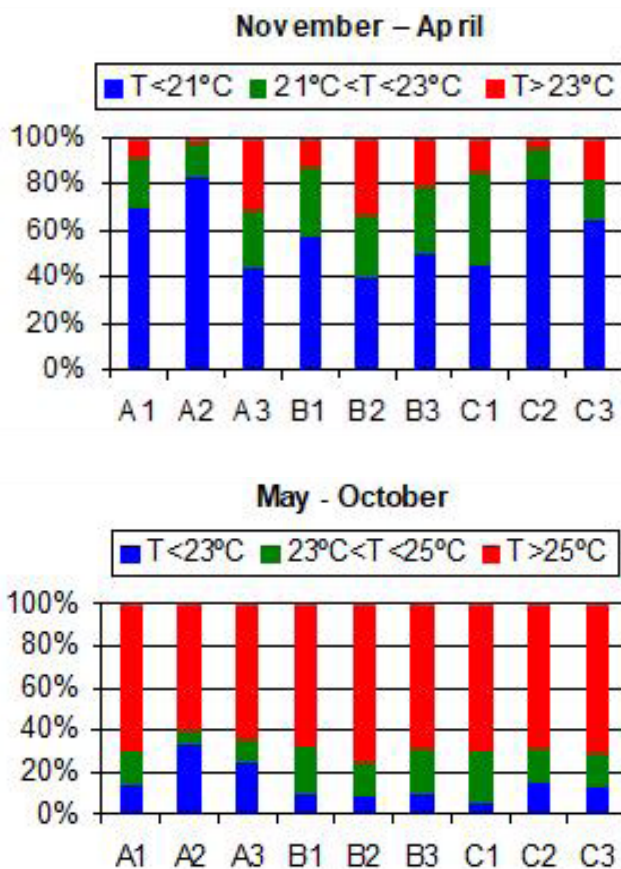 November – April
T<21ºC 21ºC<T<23ºC T>23ºC
100%
80%
60%
40%
20%
0%
A1 A2 A3 B1 B2 B3 C1 C2 C3
May - October
T<23ºC 23ºC<T<25ºC T>25ºC
100%
80%
60%
40%
20%
0%
A1 A2 A3 B1 B2 B3 C1 C2 C3